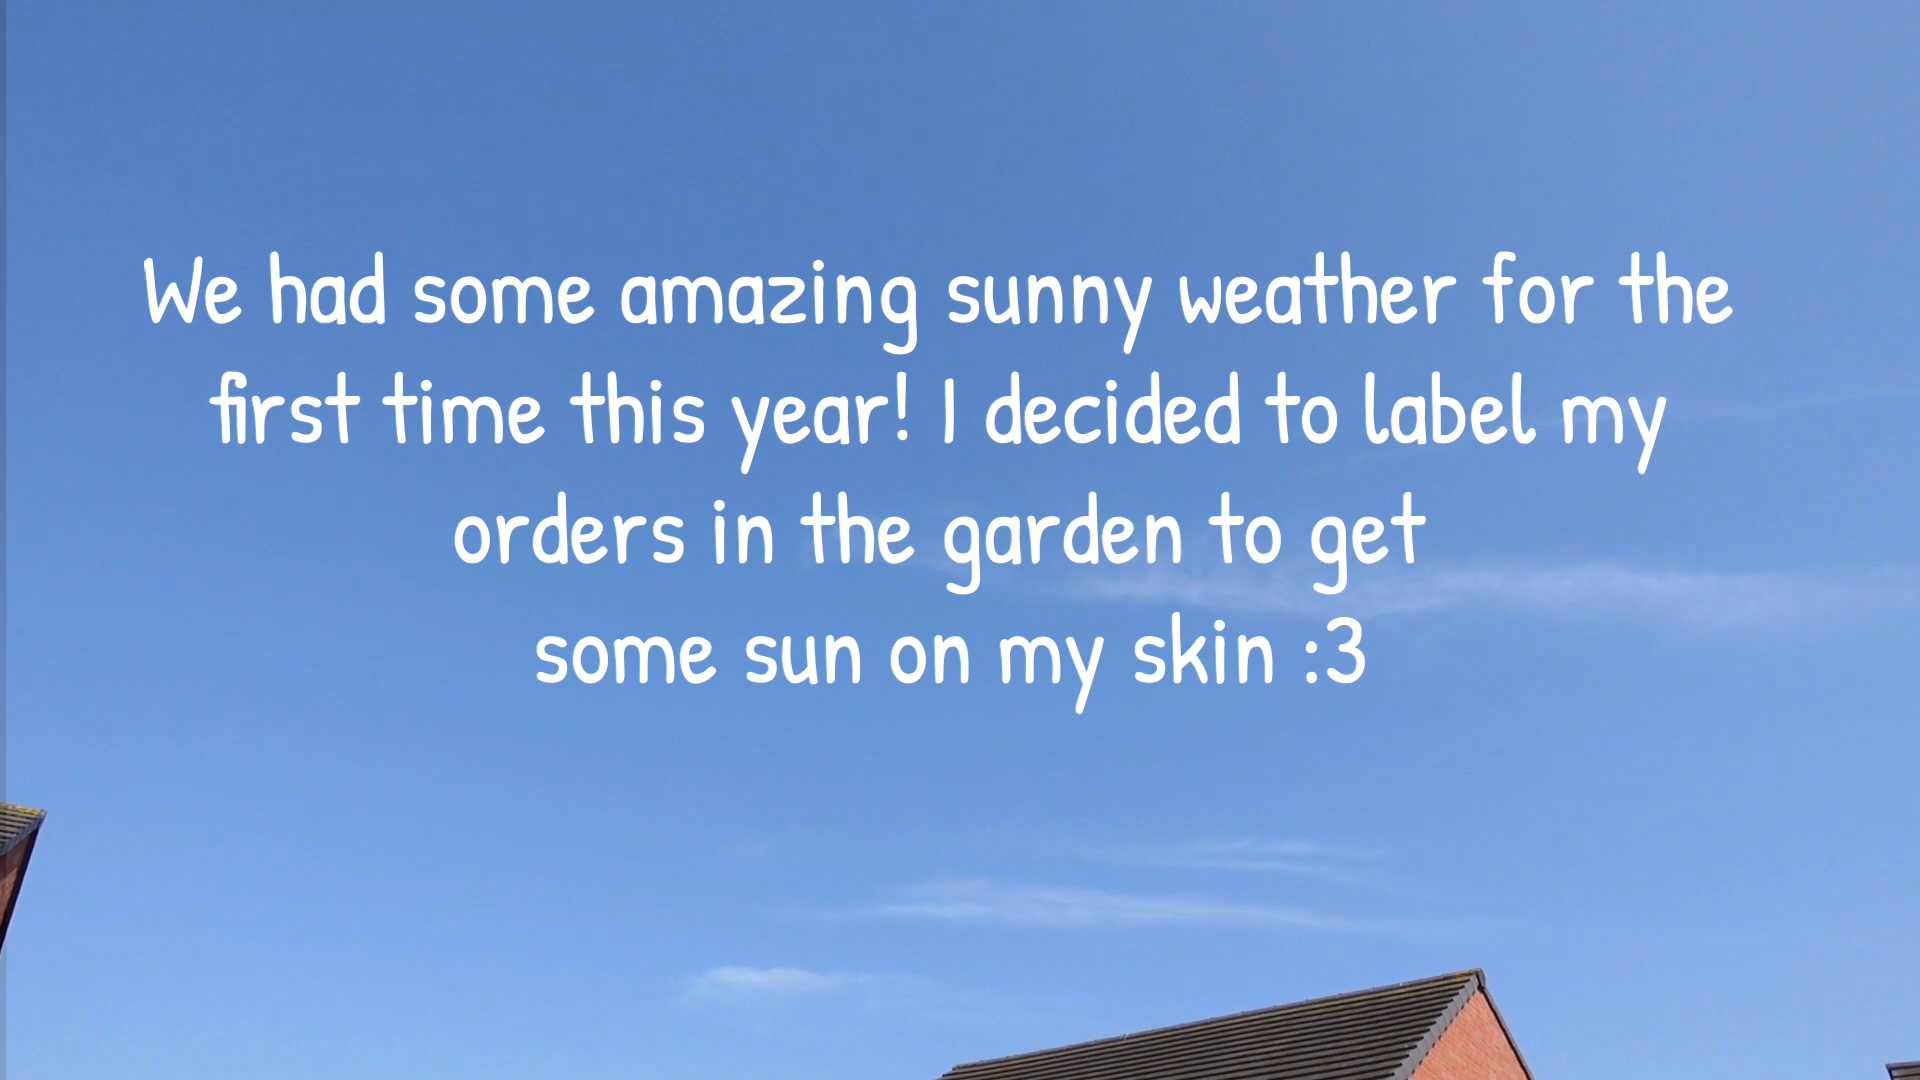 We had some amazing sunny weather for the
first time this year! I decided to label my
orders in the garden to get
some sun on my skin :3